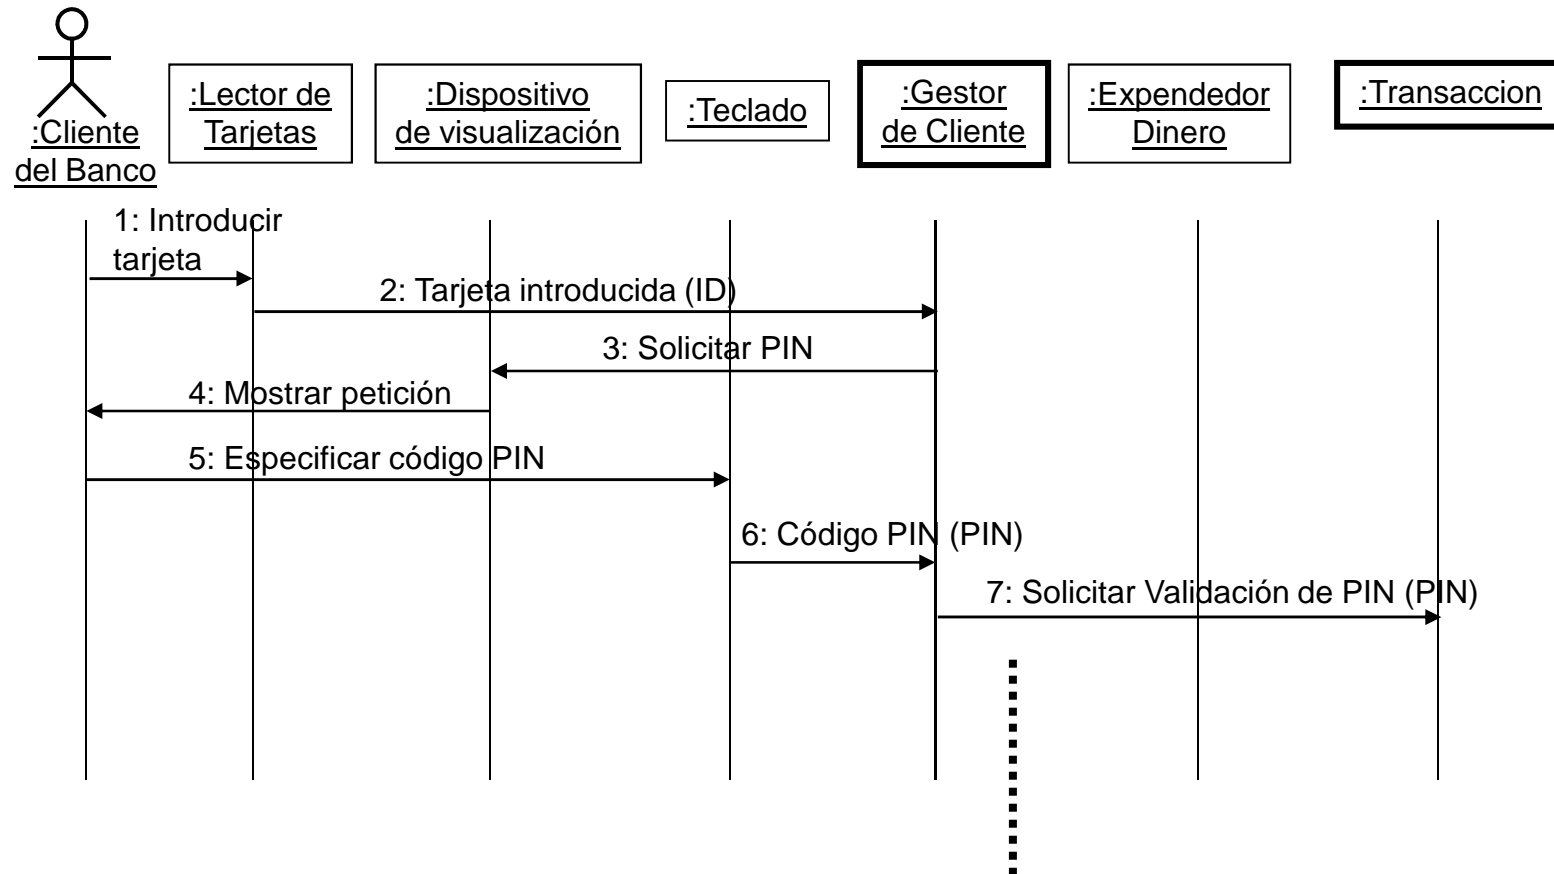 :Cliente
del Banco
:Lector de
Tarjetas
:Dispositivo
de visualización
:Teclado
:Gestor
de Cliente
:Expendedor
Dinero
:Transaccion
1: Introducir
tarjeta
2: Tarjeta introducida (ID)
3: Solicitar PIN
4: Mostrar petición
5: Especificar código PIN
6: Código PIN (PIN)
7: Solicitar Validación de PIN (PIN)